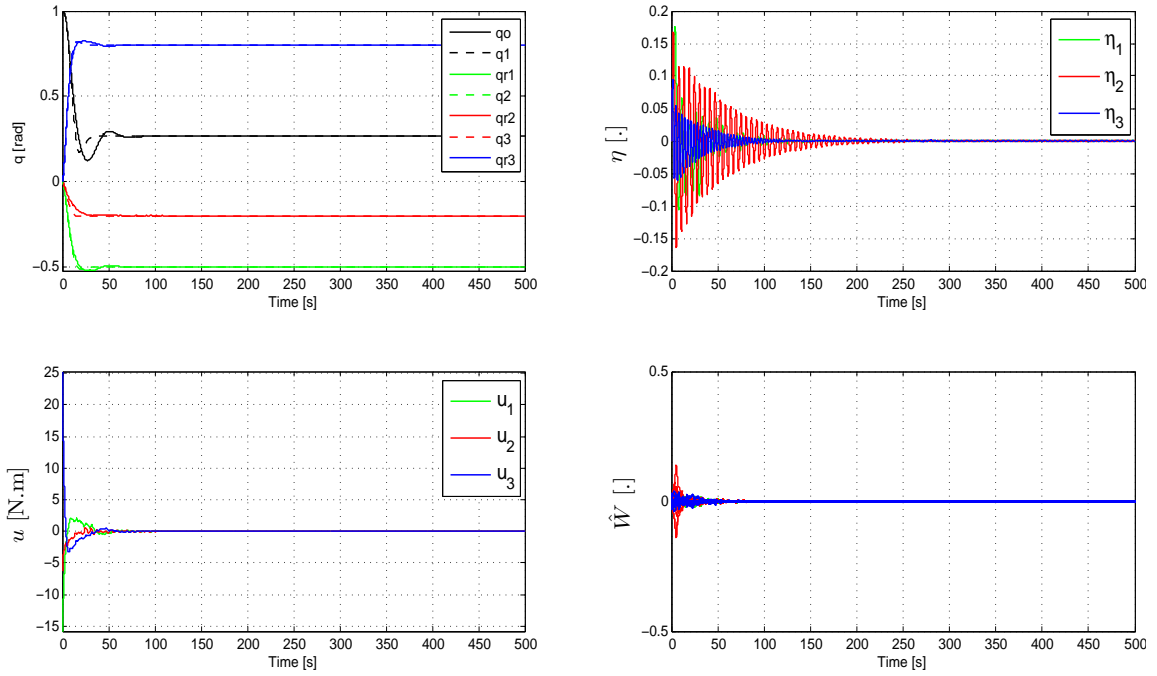 1
0.5
0
−0.5
q [rad]
0 50 100 150 200 250 300 350 400 450 500
Time [s]
qo
q1
qr1
q2
qr2
q3
qr3
0.2
0.15
0.1
0.05
0
−0.05
−0.1
−0.15
−0.2
η [.]
0 50 100 150 200 250 300 350 400 450 500
Time [s]
η1
η2
η3
25
20
15
10
5
0
−5
−10
−15
u [N.m]
0 50 100 150 200 250 300 350 400 450 500
Time [s]
u1
u2
u3
0.5
0
−0.5
Ŵ [.]
0 50 100 150 200 250 300 350 400 450 500
Time [s]